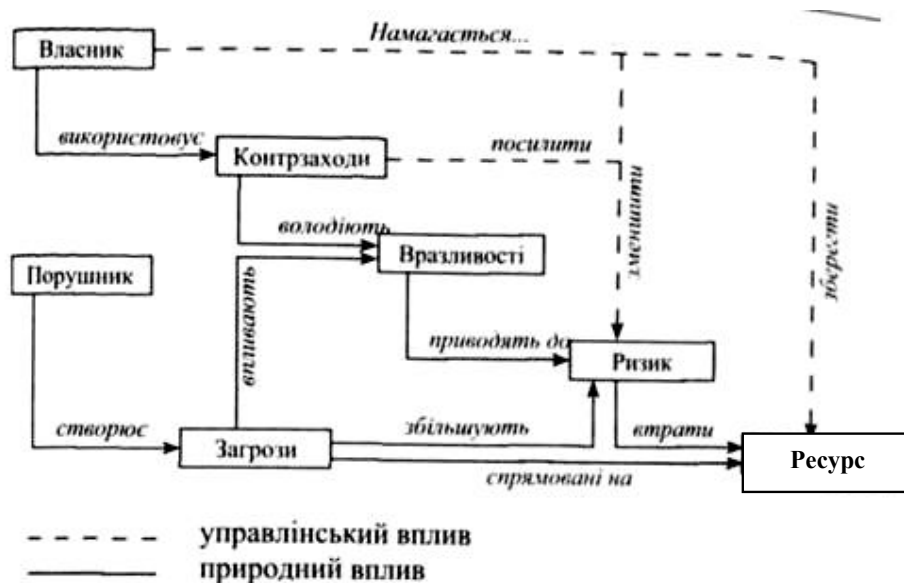 Намагається...
Власник
використовує
Контрзаходи
посилити
володіють
зменшити
зберегти
Вразливості
Порушник
впливають
приводять до
Ризик
створює
Загрози
збільшують
втрати
Ресурс
спрямовані на
управлінський вплив
природний вплив